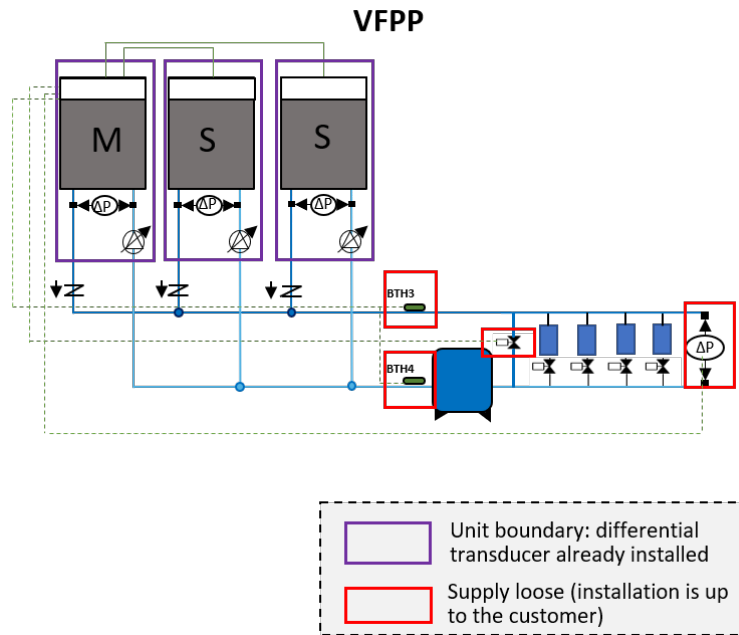 VFPP
M
S
S
ΔP
ΔP
ΔP
BTH3
ΔP
BTH4
Unit boundary: differential
transducer already installed
Supply loose (installation is up
to the customer)